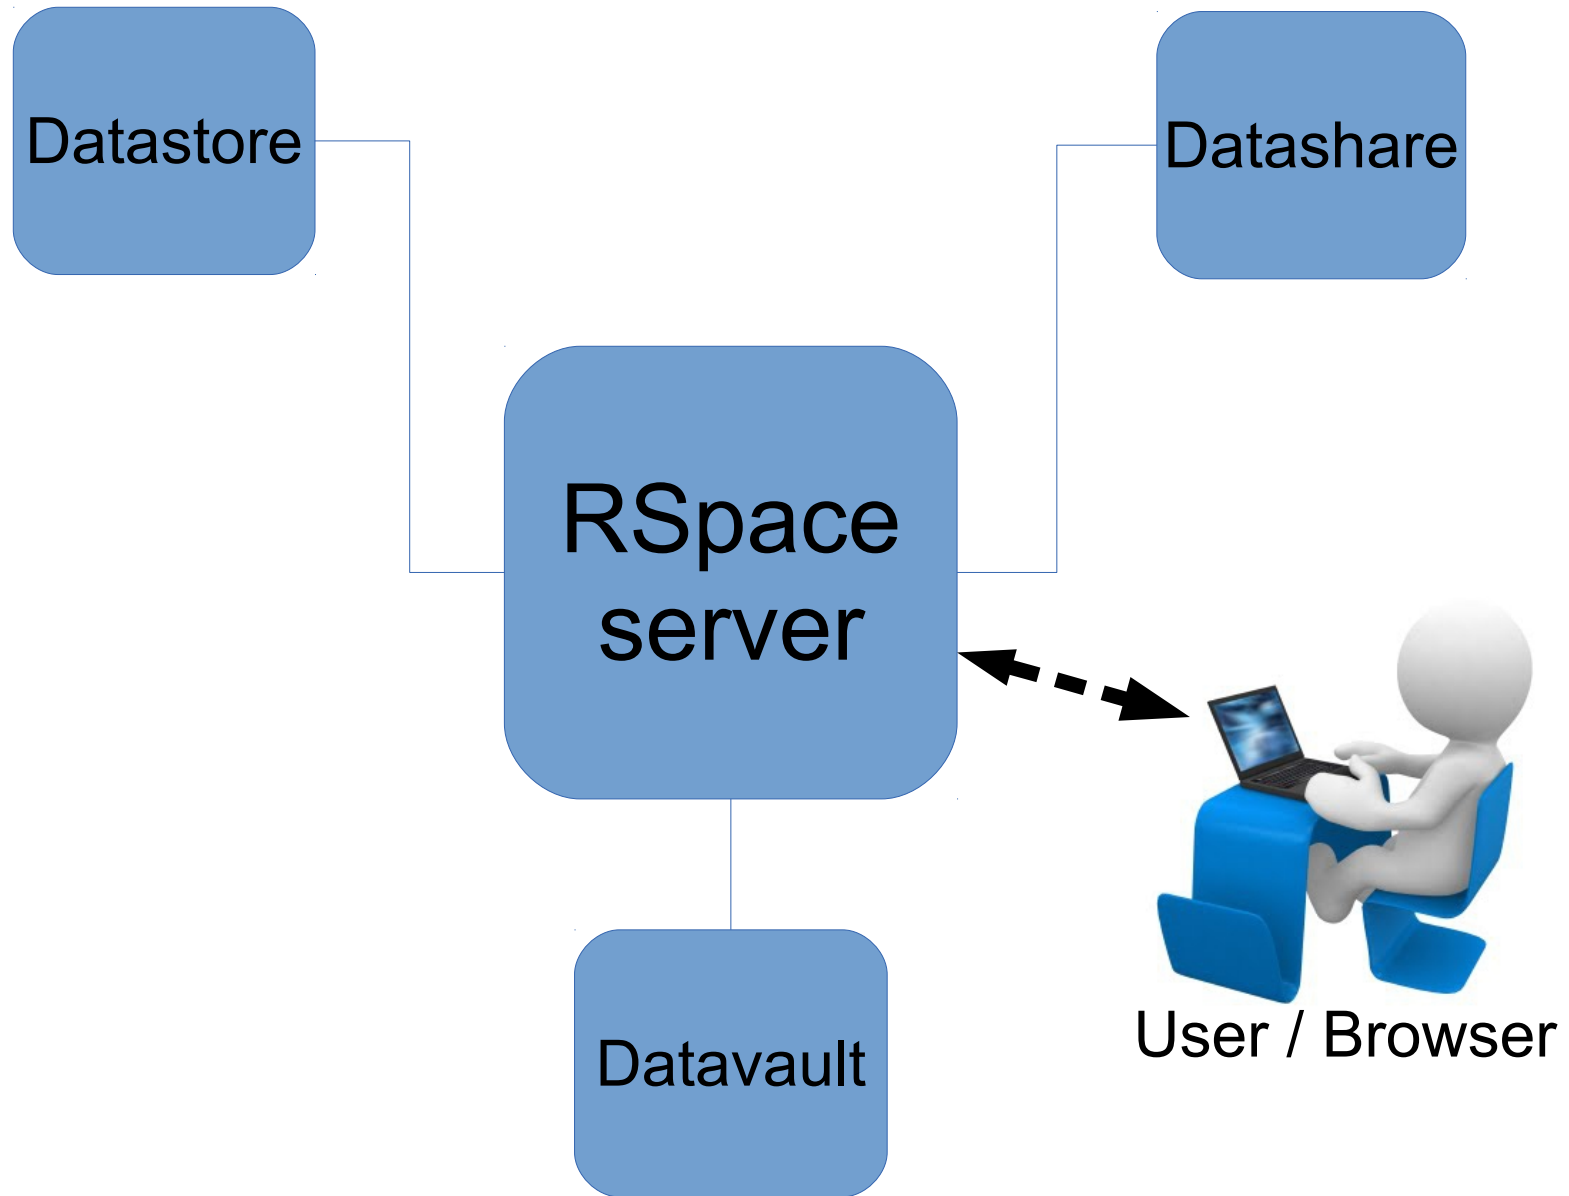 Datastore
Datashare
RSpace
server
User / Browser
Datavault